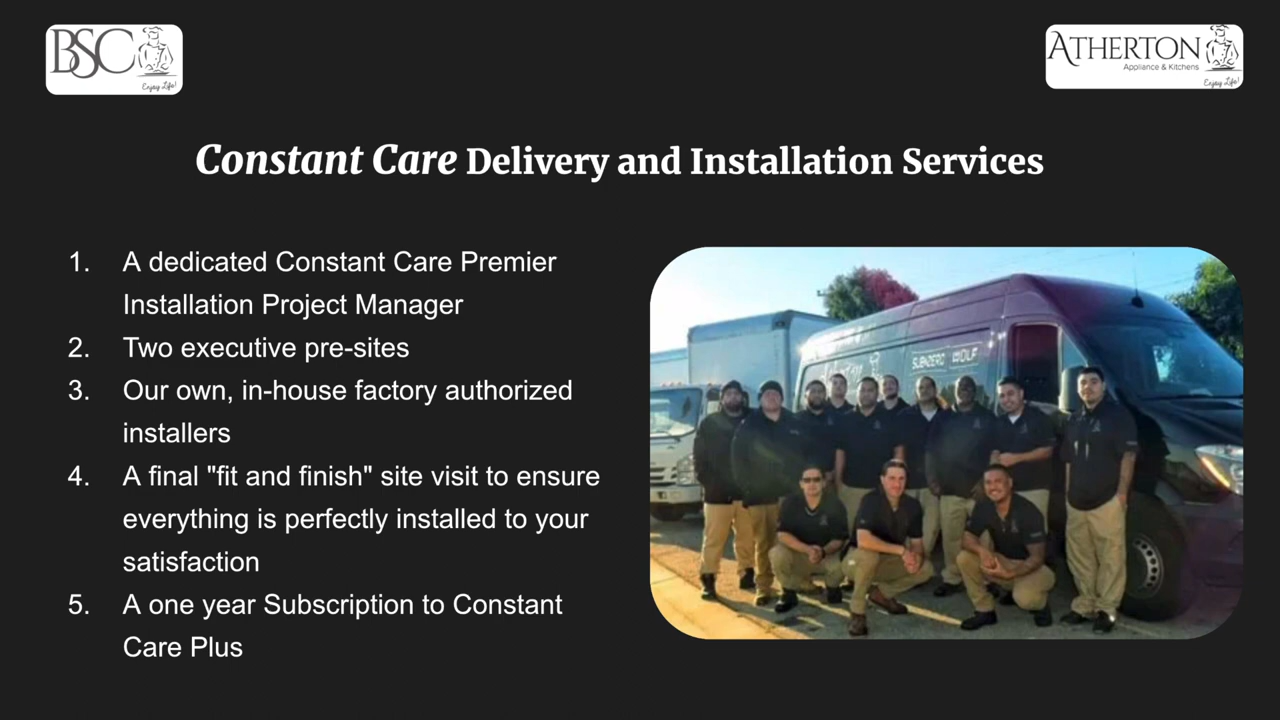 BSC
Enjoy Life!
ATHERTON
Appliance & Kitchens
Enjoy Life!
Constant Care Delivery and Installation Services
1. A dedicated Constant Care Premier
Installation Project Manager
2. Two executive pre-sites
3. Our own, in-house factory authorized
installers
4. A final "fit and finish" site visit to ensure
everything is perfectly installed to your
satisfaction
5. A one year Subscription to Constant
Care Plus
SUB-ZERO WOLF